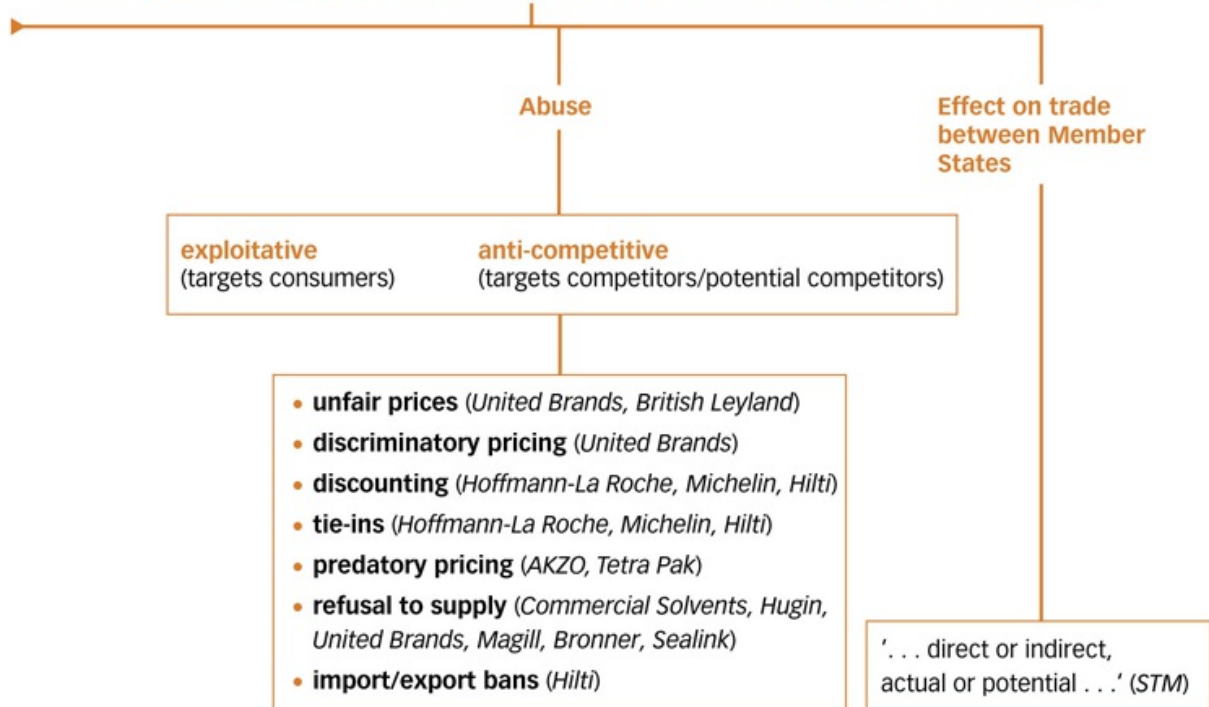 Abuse
Effect on trade
between Member
States
exploitative
(targets consumers)
anti-competitive
(targets competitors/potential competitors)
• unfair prices (United Brands, British Leyland)
• discriminatory pricing (United Brands)
• discounting (Hoffmann-La Roche, Michelin, Hilti)
• tie-ins (Hoffmann-La Roche, Michelin, Hilti)
• predatory pricing (AKZO, Tetra Pak)
• refusal to supply (Commercial Solvents, Hugin,
United Brands, Magill, Bronner, Sealink)
• import/export bans (Hilti)
'. . . direct or indirect,
actual or potential . . .' (STM)